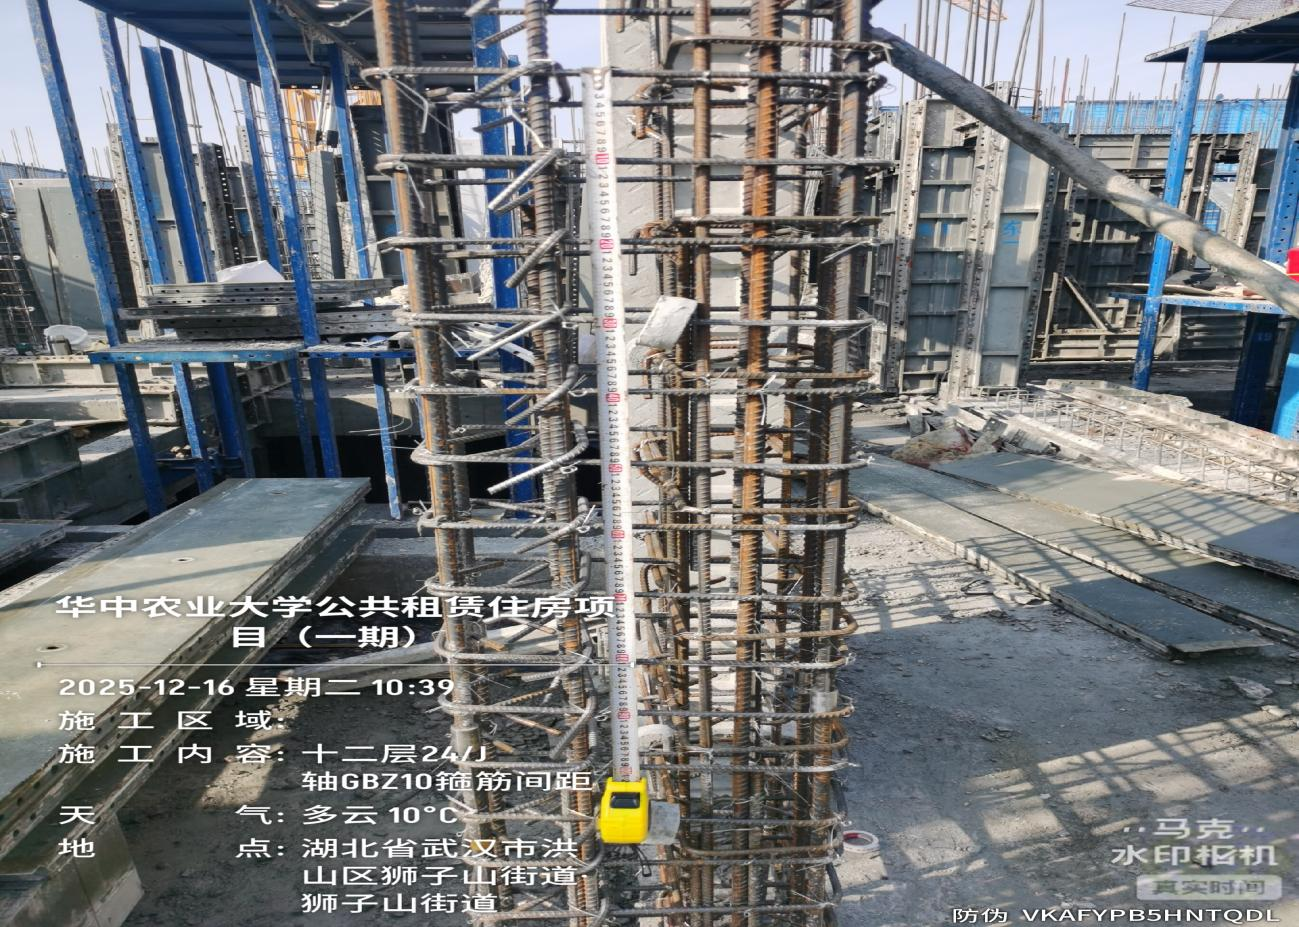 华中农业大学公共租赁住房项
目（一期）
2025-12-16 星期二 10:39
施工区域:
施工内容: 十二层24/J
轴GBZ10箍筋间距
天气: 多云 10°C
地点: 湖北省武汉市洪
山区狮子山街道·
狮子山街道
马克
水印相机
真实时间
防伪 VKAFYPB5HNTQDL